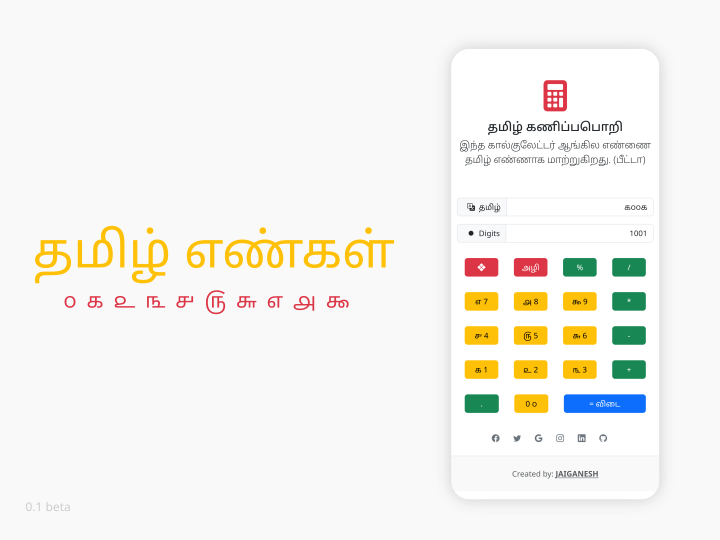 தமிழ் எண்கள்
௦ ௧ ௨ ௩ ௪ ௫ ௬ ௭ ௮ ௯
0.1 beta
தமிழ் கணிப்பபொறி
இந்த கால்குலேட்டர் ஆங்கில எண்ணை
தமிழ் எண்ணாக மாற்றுகிறது. (பீட்டா)
தமிழ் ௧௦௦௧
Digits 1001
அழி % /
௭ 7 ௮ 8 ௯ 9 *
௪ 4 ௫ 5 ௬ 6 -
௧ 1 ௨ 2 ௩ 3 +
. 0 ௦ = விடை
Created by: JAIGANESH